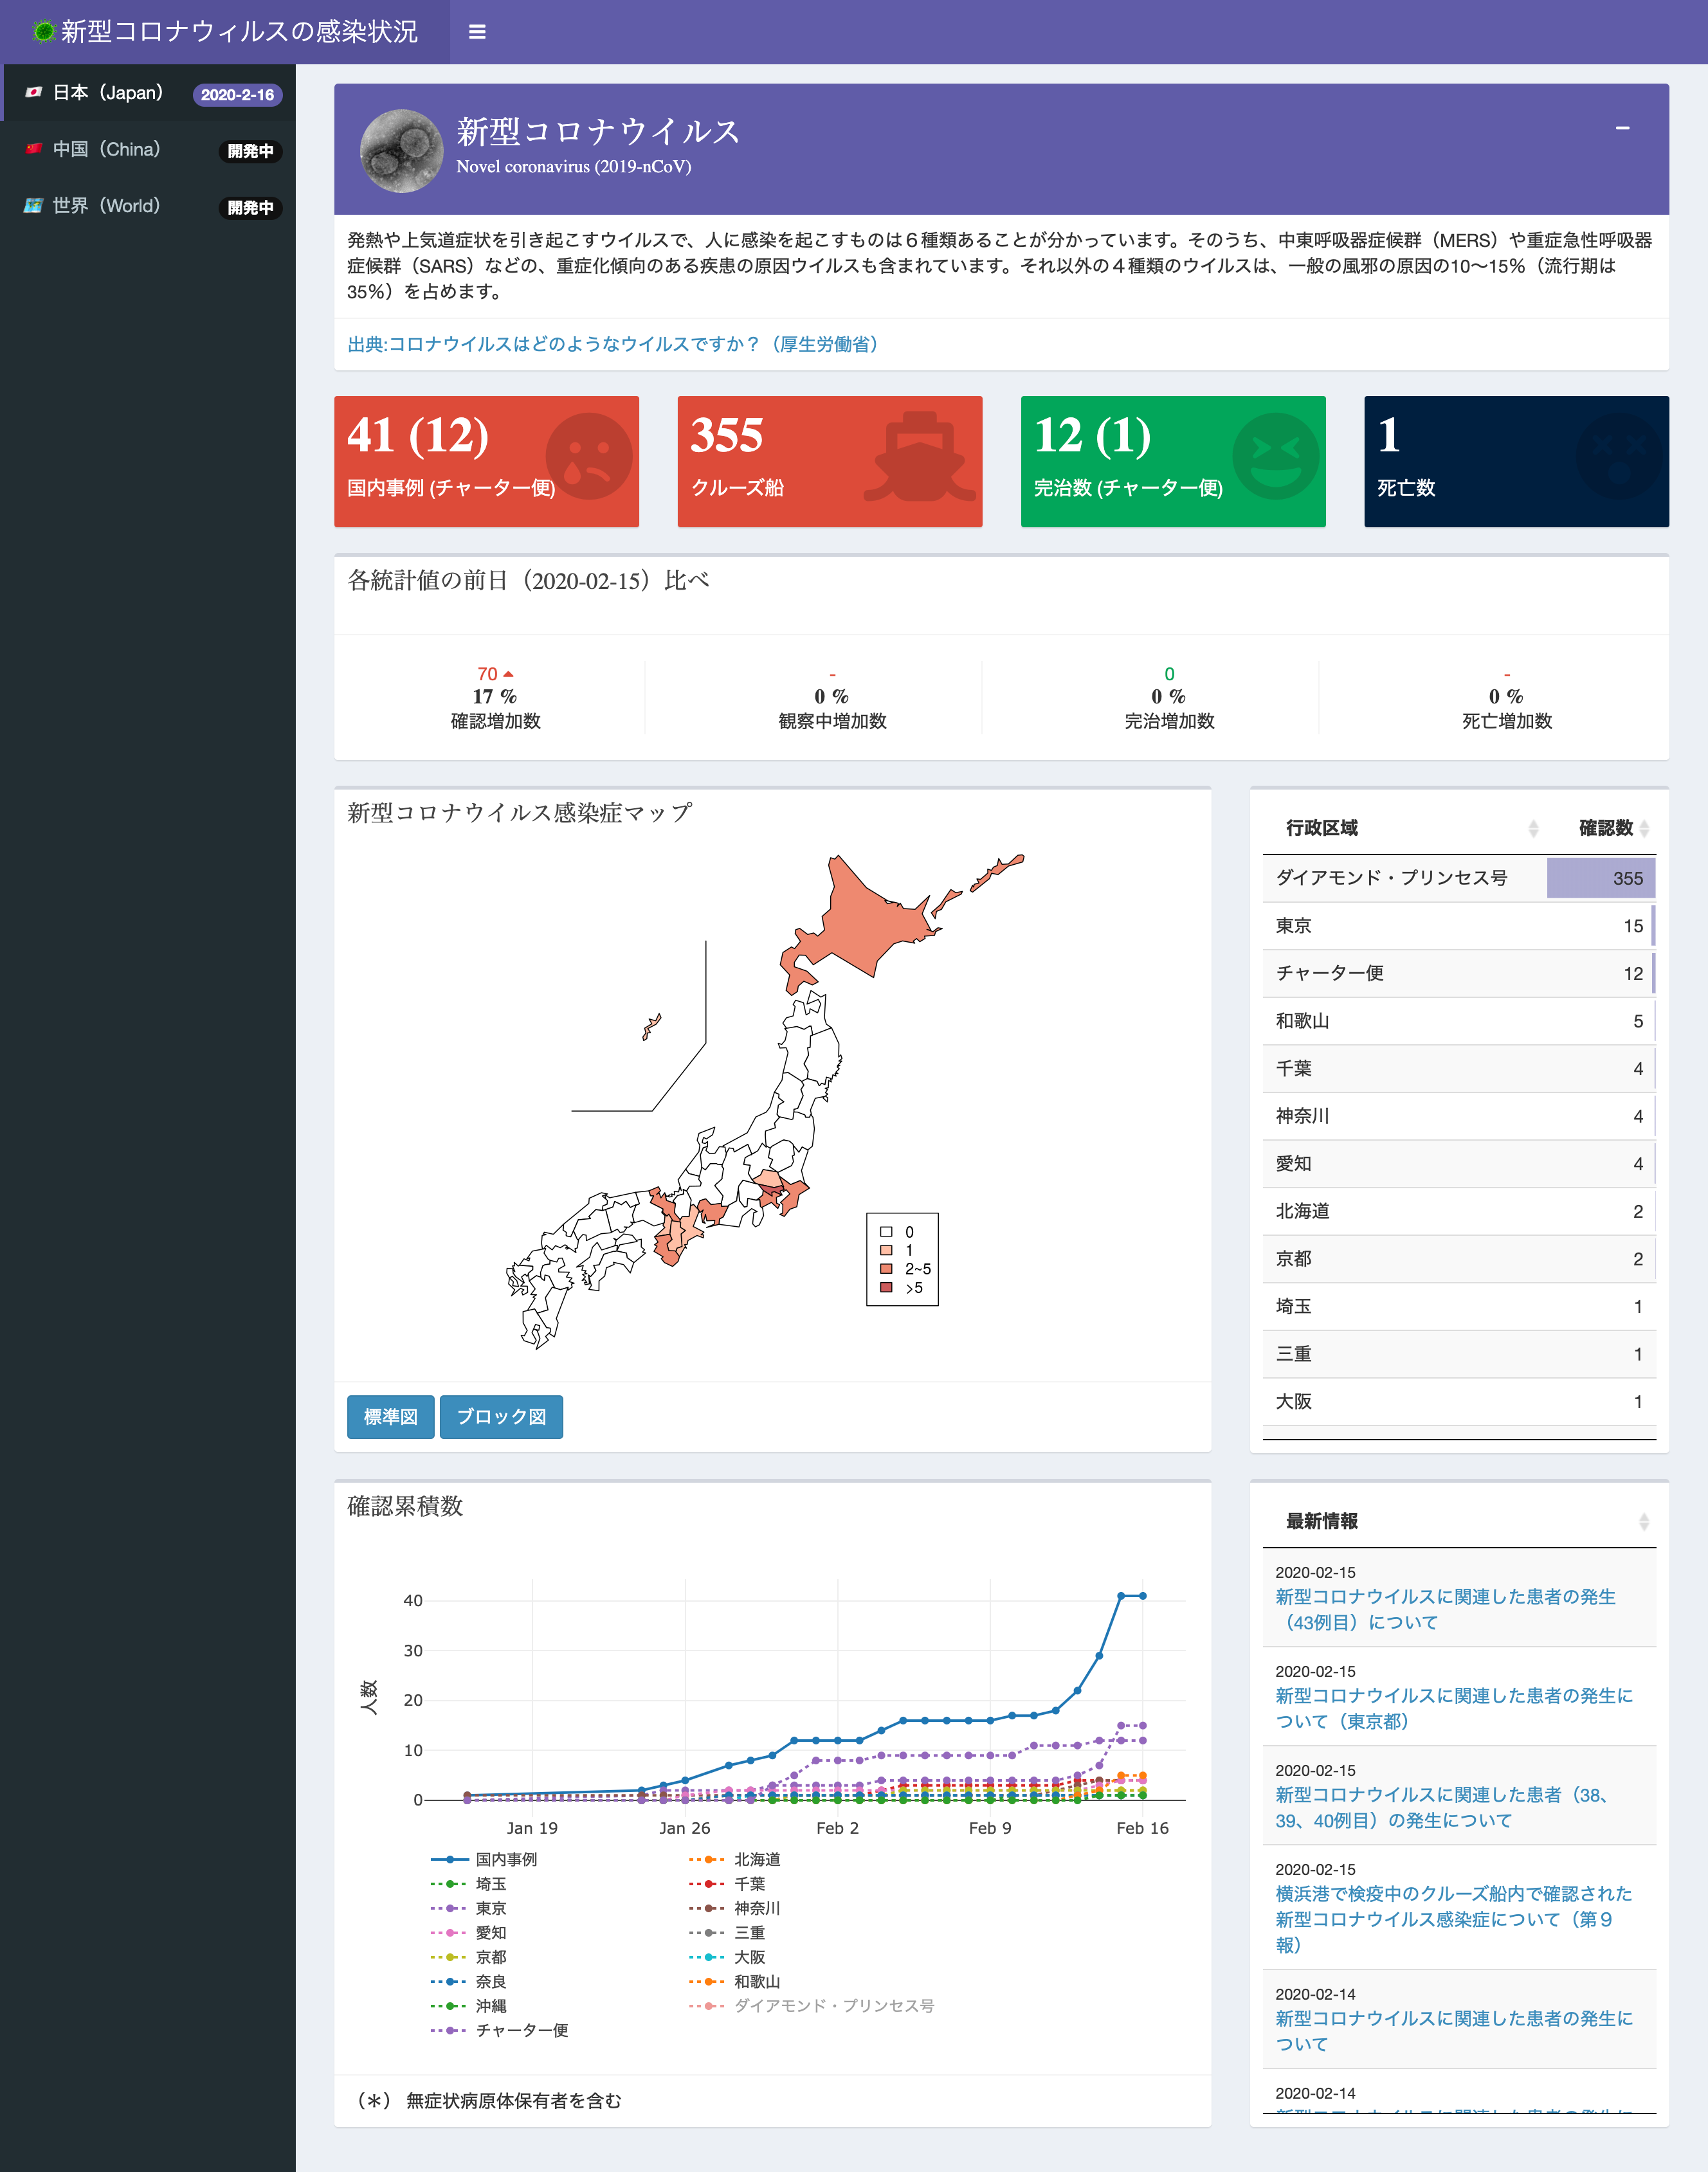 新型コロナウィルスの感染状況
日本（Japan） 2020-2-16
中国（China） 開発中
世界（World） 開発中
新型コロナウイルス
Novel coronavirus (2019-nCoV)
発熱や上気道症状を引き起こすウイルスで、人に感染を起こすものは６種類あることが分かっています。そのうち、中東呼吸器症候群（MERS）や重症急性呼吸器
症候群（SARS）などの、重症化傾向のある疾患の原因ウイルスも含まれています。それ以外の４種類のウイルスは、一般の風邪の原因の10〜15%（流行期は
35%）を占めます。
出典:コロナウイルスはどのようなウイルスですか？（厚生労働省）
41 (12)
国内事例 (チャーター便)
355
クルーズ船
12 (1)
完治数 (チャーター便)
1
死亡数
各統計値の前日（2020-02-15）比べ
70
17 %
確認増加数
-
0 %
観察中増加数
0
0 %
完治増加数
-
0 %
死亡増加数
新型コロナウイルス感染症マップ
0
1
2~5
>5
標準図 ブロック図
行政区域 確認数
ダイアモンド・プリンセス号 355
東京 15
チャーター便 12
和歌山 5
千葉 4
神奈川 4
愛知 4
北海道 2
京都 2
埼玉 1
三重 1
大阪 1
確認累積数
人数
40
30
20
10
0
Jan 19 Jan 26 Feb 2 Feb 9 Feb 16
国内事例 北海道
埼玉 千葉
東京 神奈川
愛知 三重
京都 大阪
奈良 和歌山
沖縄 ダイアモンド・プリンセス号
チャーター便
（＊） 無症状病原体保有者を含む
最新情報
2020-02-15
新型コロナウイルスに関連した患者の発生
（43例目）について
2020-02-15
新型コロナウイルスに関連した患者の発生に
ついて（東京都）
2020-02-15
新型コロナウイルスに関連した患者（38、
39、40例目）の発生について
2020-02-15
横浜港で検疫中のクルーズ船内で確認された
新型コロナウイルス感染症について（第９
報）
2020-02-14
新型コロナウイルスに関連した患者の発生に
ついて
2020-02-14